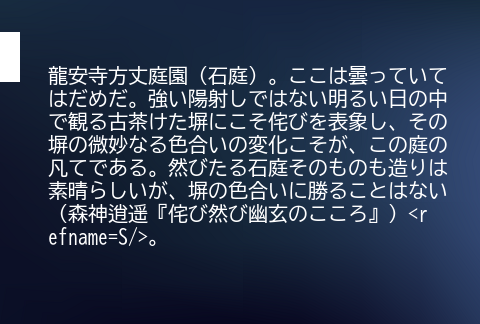 龍安寺方丈庭園（石庭）。ここは曇っていて
はだめだ。強い陽射しではない明るい日の中
で観る古茶けた塀にこそ侘びを表象し、その
塀の微妙なる色合いの変化こそが、この庭の
凡てである。然びたる石庭そのものも造りは
素晴らしいが、塀の色合いに勝ることはない
（森神逍遥『侘び然び幽玄のこころ』）<r
efname=S/>。